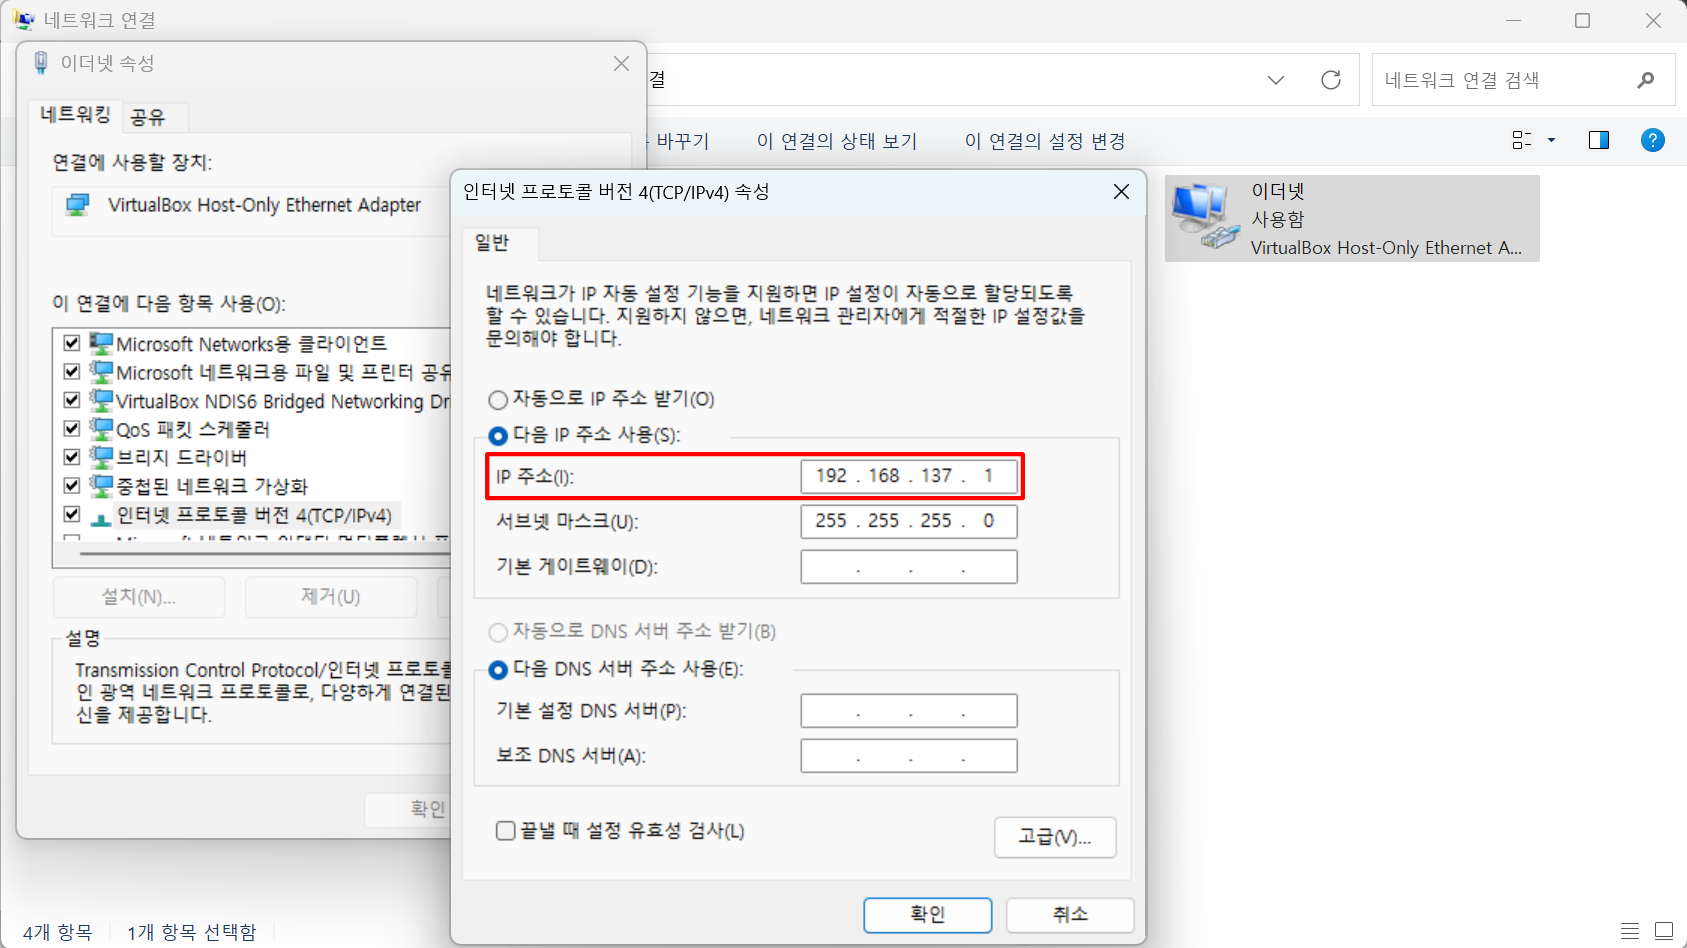 네트워크 연결
이더넷 속성
결
네트워크 연결 검색
네트워킹
공유
바꾸기
이 연결의 상태 보기
이 연결의 설정 변경
연결에 사용할 장치:
VirtualBox Host-Only Ethernet Adapter
이 연결에 다음 항목 사용(O):
Microsoft Networks용 클라이언트
Microsoft 네트워크용 파일 및 프린터 공유
VirtualBox NDIS6 Bridged Networking Dr
QoS 패킷 스케줄러
브리지 드라이버
중첩된 네트워크 가상화
인터넷 프로토콜 버전 4(TCP/IPv4)
설치(N)...
제거(U)
설명
Transmission Control Protocol/인터넷 프로토콜
인 광역 네트워크 프로토콜로, 다양하게 연결된
신을 제공합니다.
확인
인터넷 프로토콜 버전 4(TCP/IPv4) 속성
일반
네트워크가 IP 자동 설정 기능을 지원하면 IP 설정이 자동으로 할당되도록
할 수 있습니다. 지원하지 않으면, 네트워크 관리자에게 적절한 IP 설정값을
문의해야 합니다.
자동으로 IP 주소 받기(O)
다음 IP 주소 사용(S):
IP 주소(I): 192 . 168 . 137 . 1
서브넷 마스크(U): 255 . 255 . 255 . 0
기본 게이트웨이(D): . . .
자동으로 DNS 서버 주소 받기(B)
다음 DNS 서버 주소 사용(E):
기본 설정 DNS 서버(P): . . .
보조 DNS 서버(A): . . .
끝낼 때 설정 유효성 검사(L)
고급(V)...
확인
취소
이더넷
사용함
VirtualBox Host-Only Ethernet A...
4개 항목
1개 항목 선택함